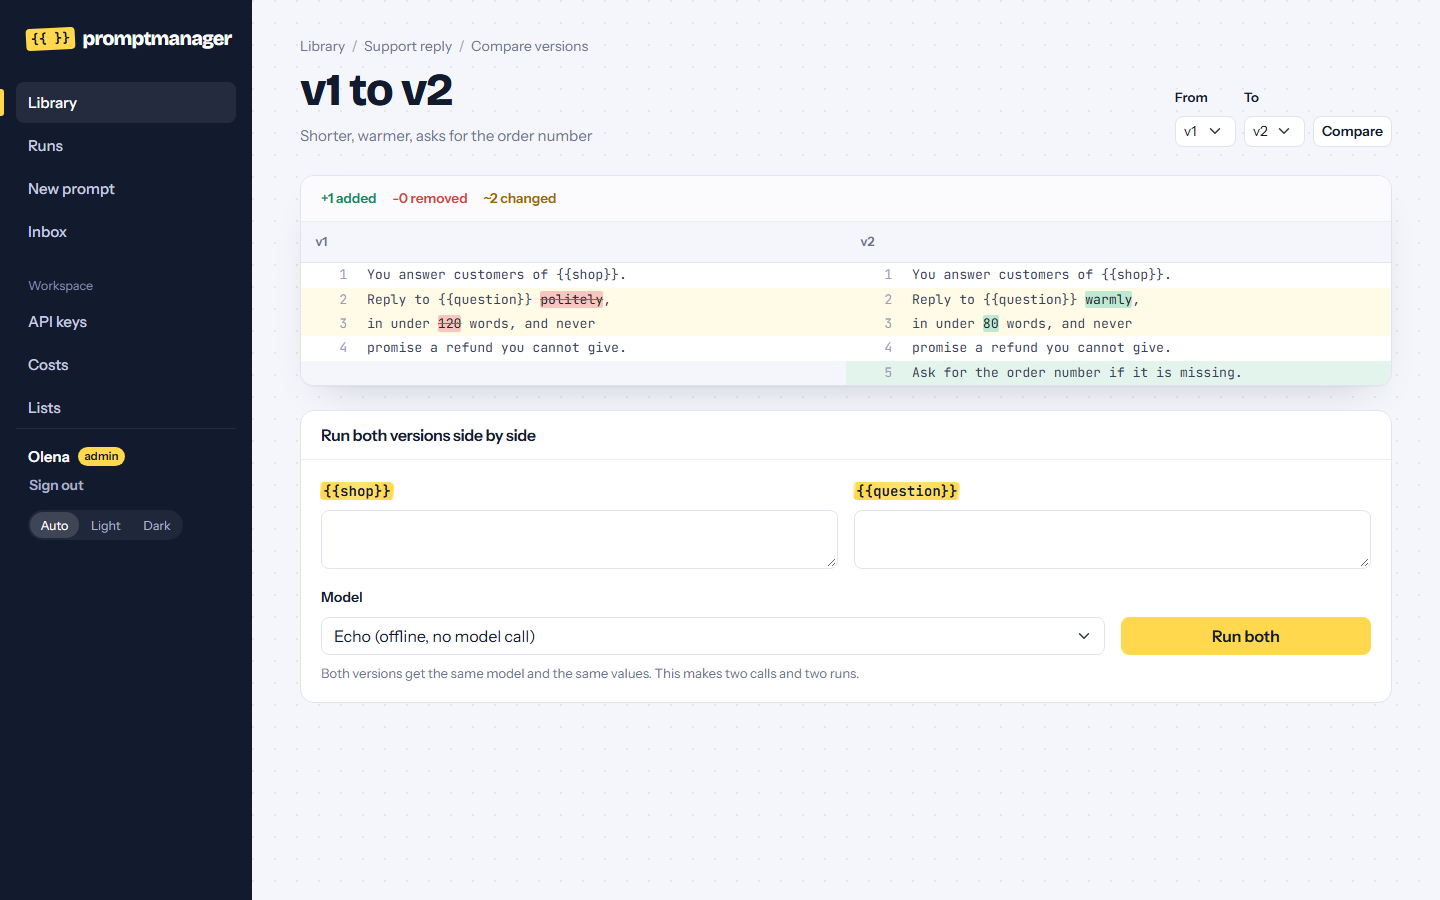 {{ }} promptmanager
Library
Runs
New prompt
Inbox
Workspace
API keys
Costs
Lists
Olena admin
Sign out
Auto Light Dark
Library / Support reply / Compare versions
v1 to v2
Shorter, warmer, asks for the order number
From To
v1 v2 Compare
+1 added -0 removed ~2 changed
v1 v2
1 You answer customers of {{shop}}. 1 You answer customers of {{shop}}.
2 Reply to {{question}} politely, 2 Reply to {{question}} warmly,
3 in under 120 words, and never 3 in under 80 words, and never
4 promise a refund you cannot give. 4 promise a refund you cannot give.
5 Ask for the order number if it is missing.
Run both versions side by side
{{shop}} {{question}}
Model
Echo (offline, no model call) Run both
Both versions get the same model and the same values. This makes two calls and two runs.